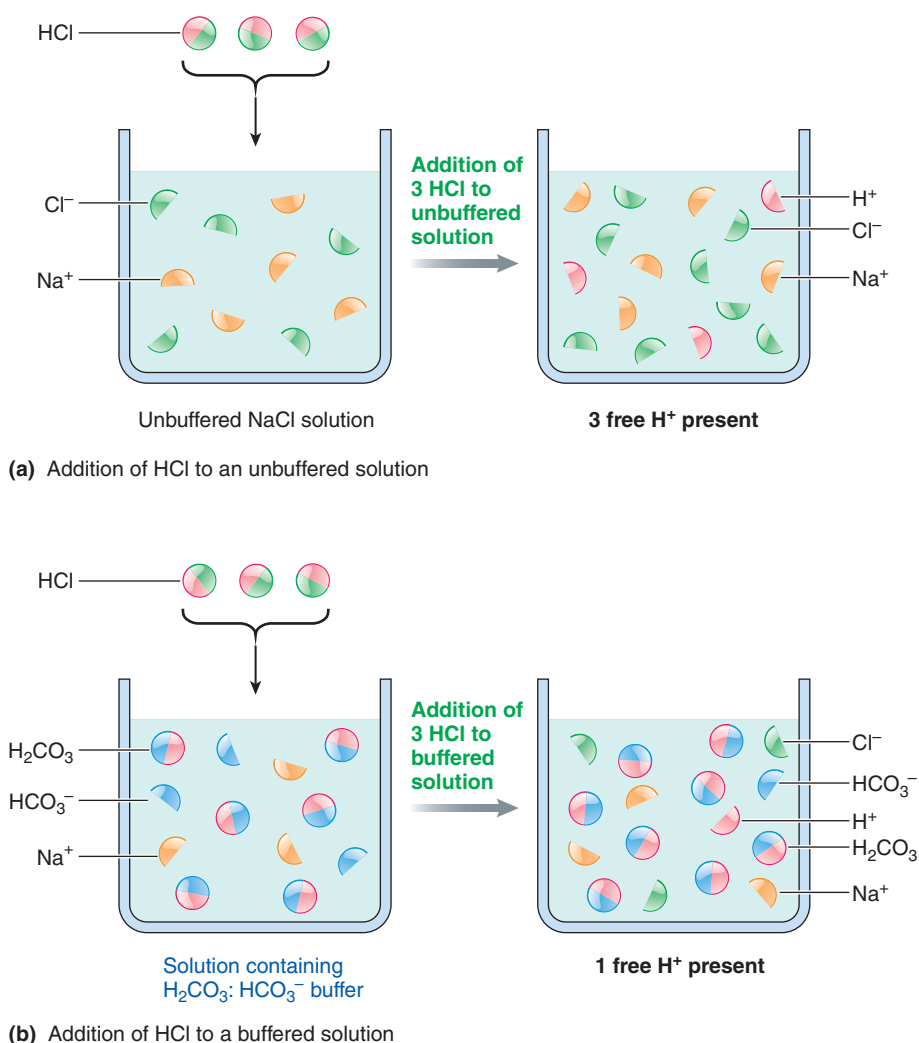 HCl
Cl⁻
Na⁺
Addition of
3 HCl to
unbuffered
solution
H⁺
Cl⁻
Na⁺
Unbuffered NaCl solution
3 free H⁺ present
(a) Addition of HCl to an unbuffered solution
HCl
H₂CO₃
HCO₃⁻
Na⁺
Addition of
3 HCl to
buffered
solution
Cl⁻
HCO₃⁻
H⁺
H₂CO₃
Na⁺
Solution containing
H₂CO₃: HCO₃⁻ buffer
1 free H⁺ present
(b) Addition of HCl to a buffered solution